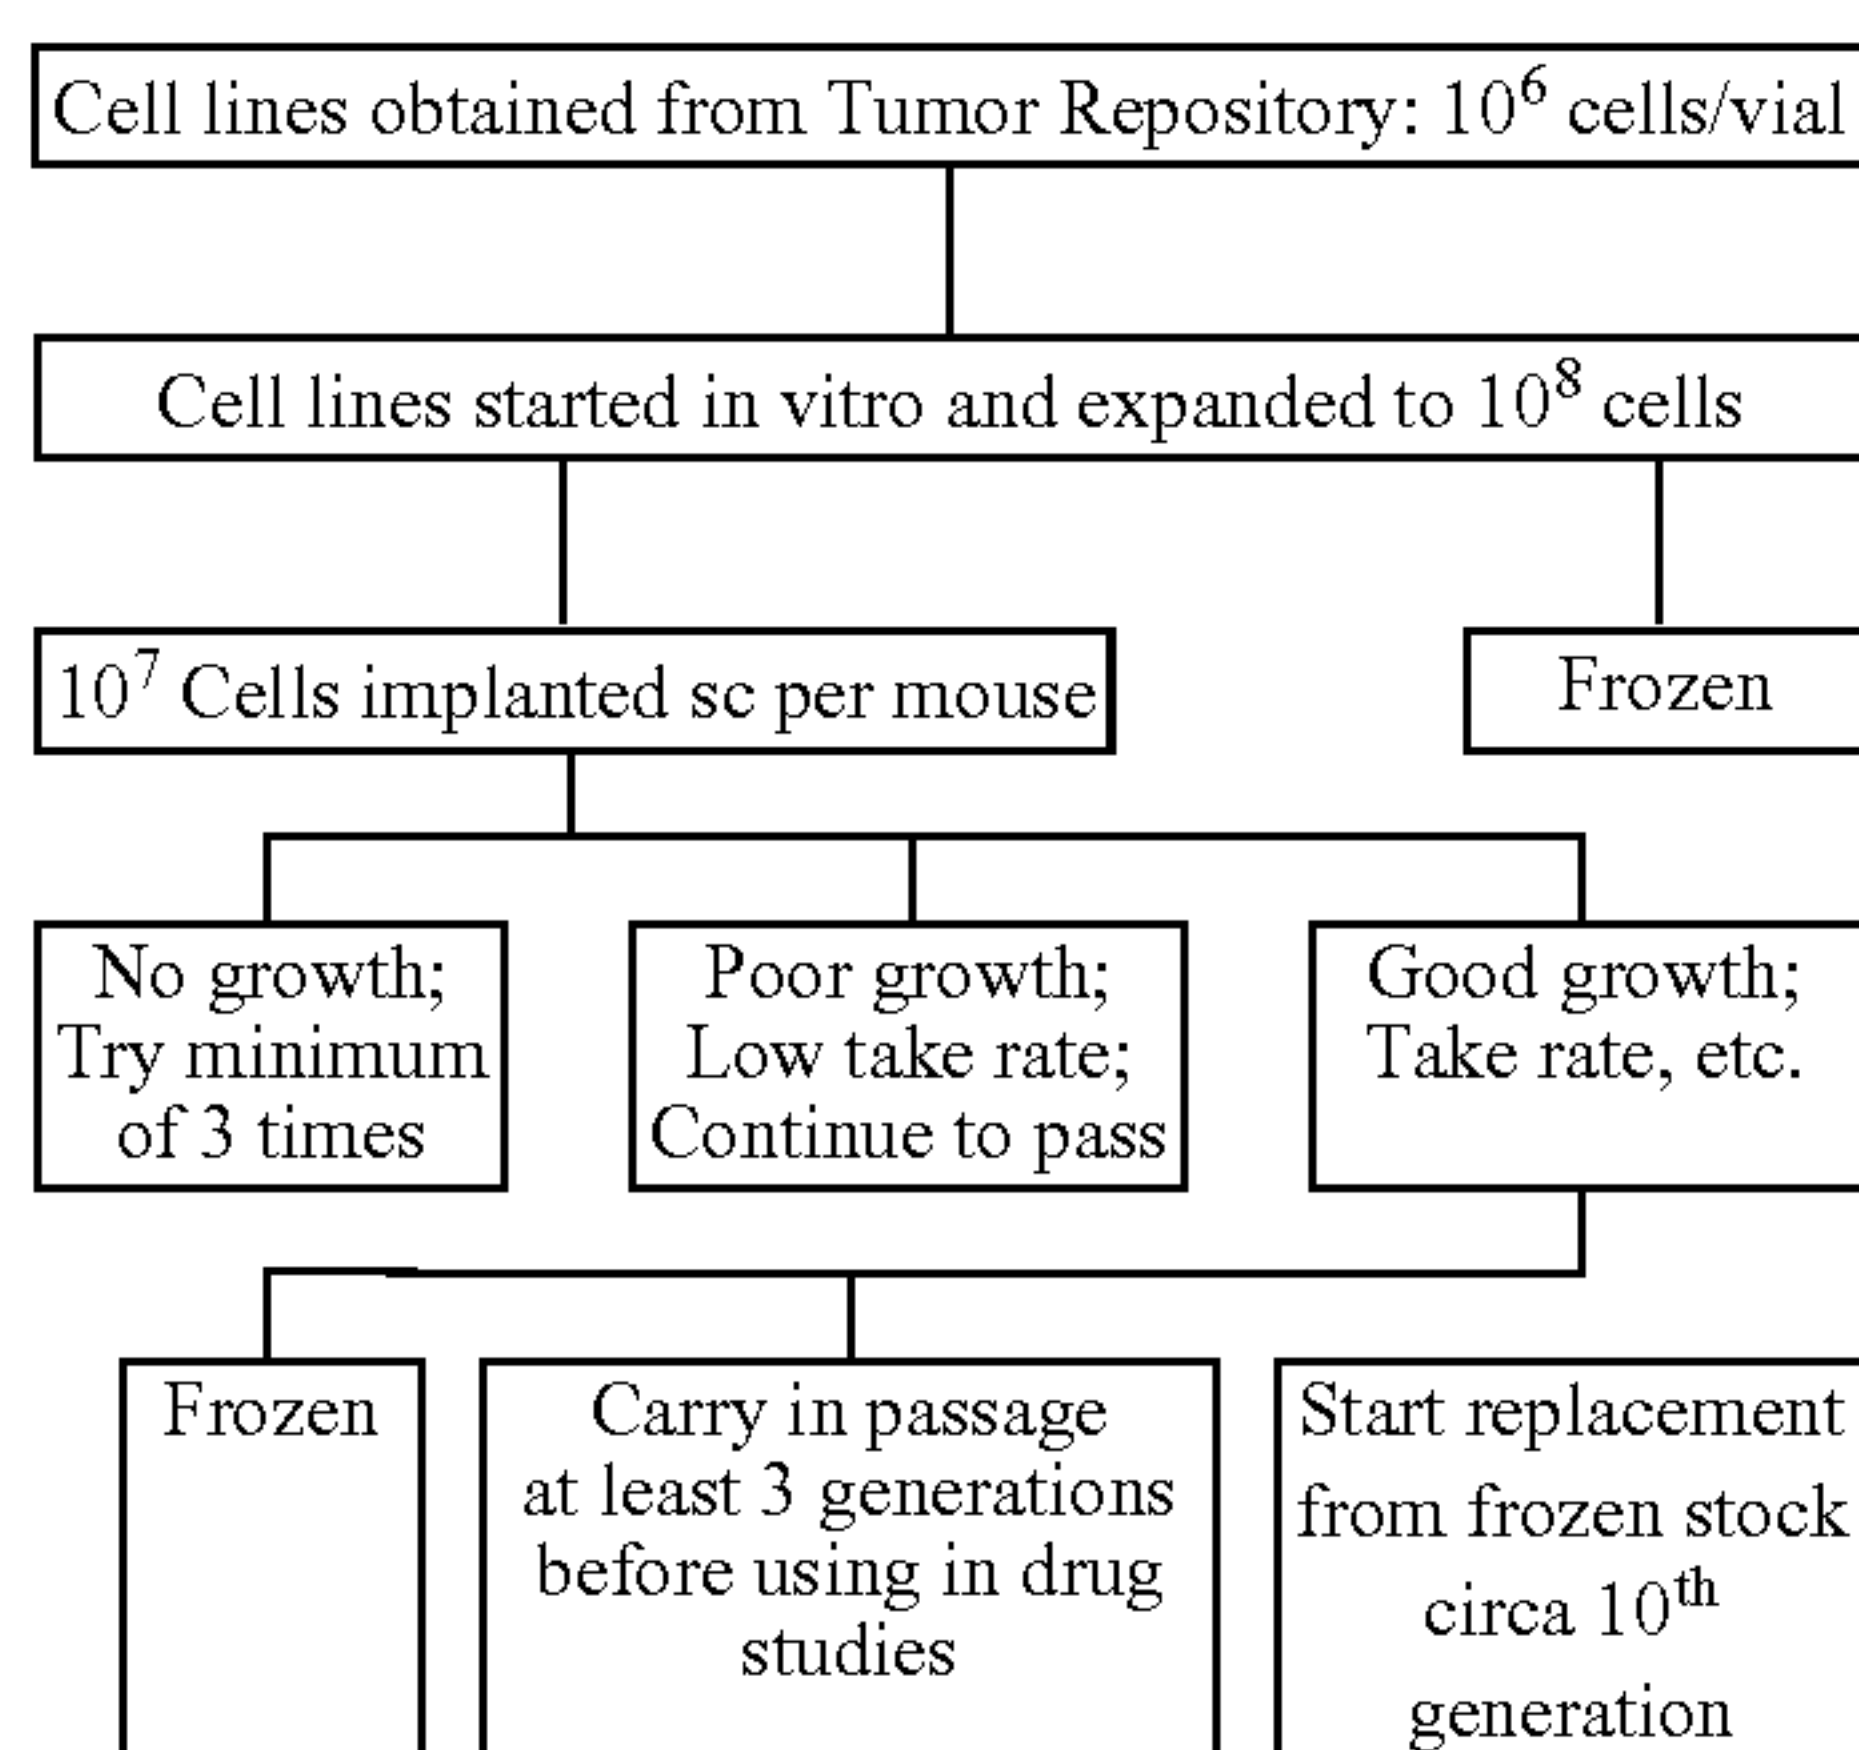 Cell lines obtained from Tumor Repository: 10⁶ cells/vial
Cell lines started in vitro and expanded to 10⁸ cells
10⁷ Cells implanted sc per mouse
Frozen
No growth;
Try minimum
of 3 times
Poor growth;
Low take rate;
Continue to pass
Good growth;
Take rate, etc.
Frozen
Carry in passage
at least 3 generations
before using in drug
studies
Start replacement
from frozen stock
circa 10ᵗʰ
generation